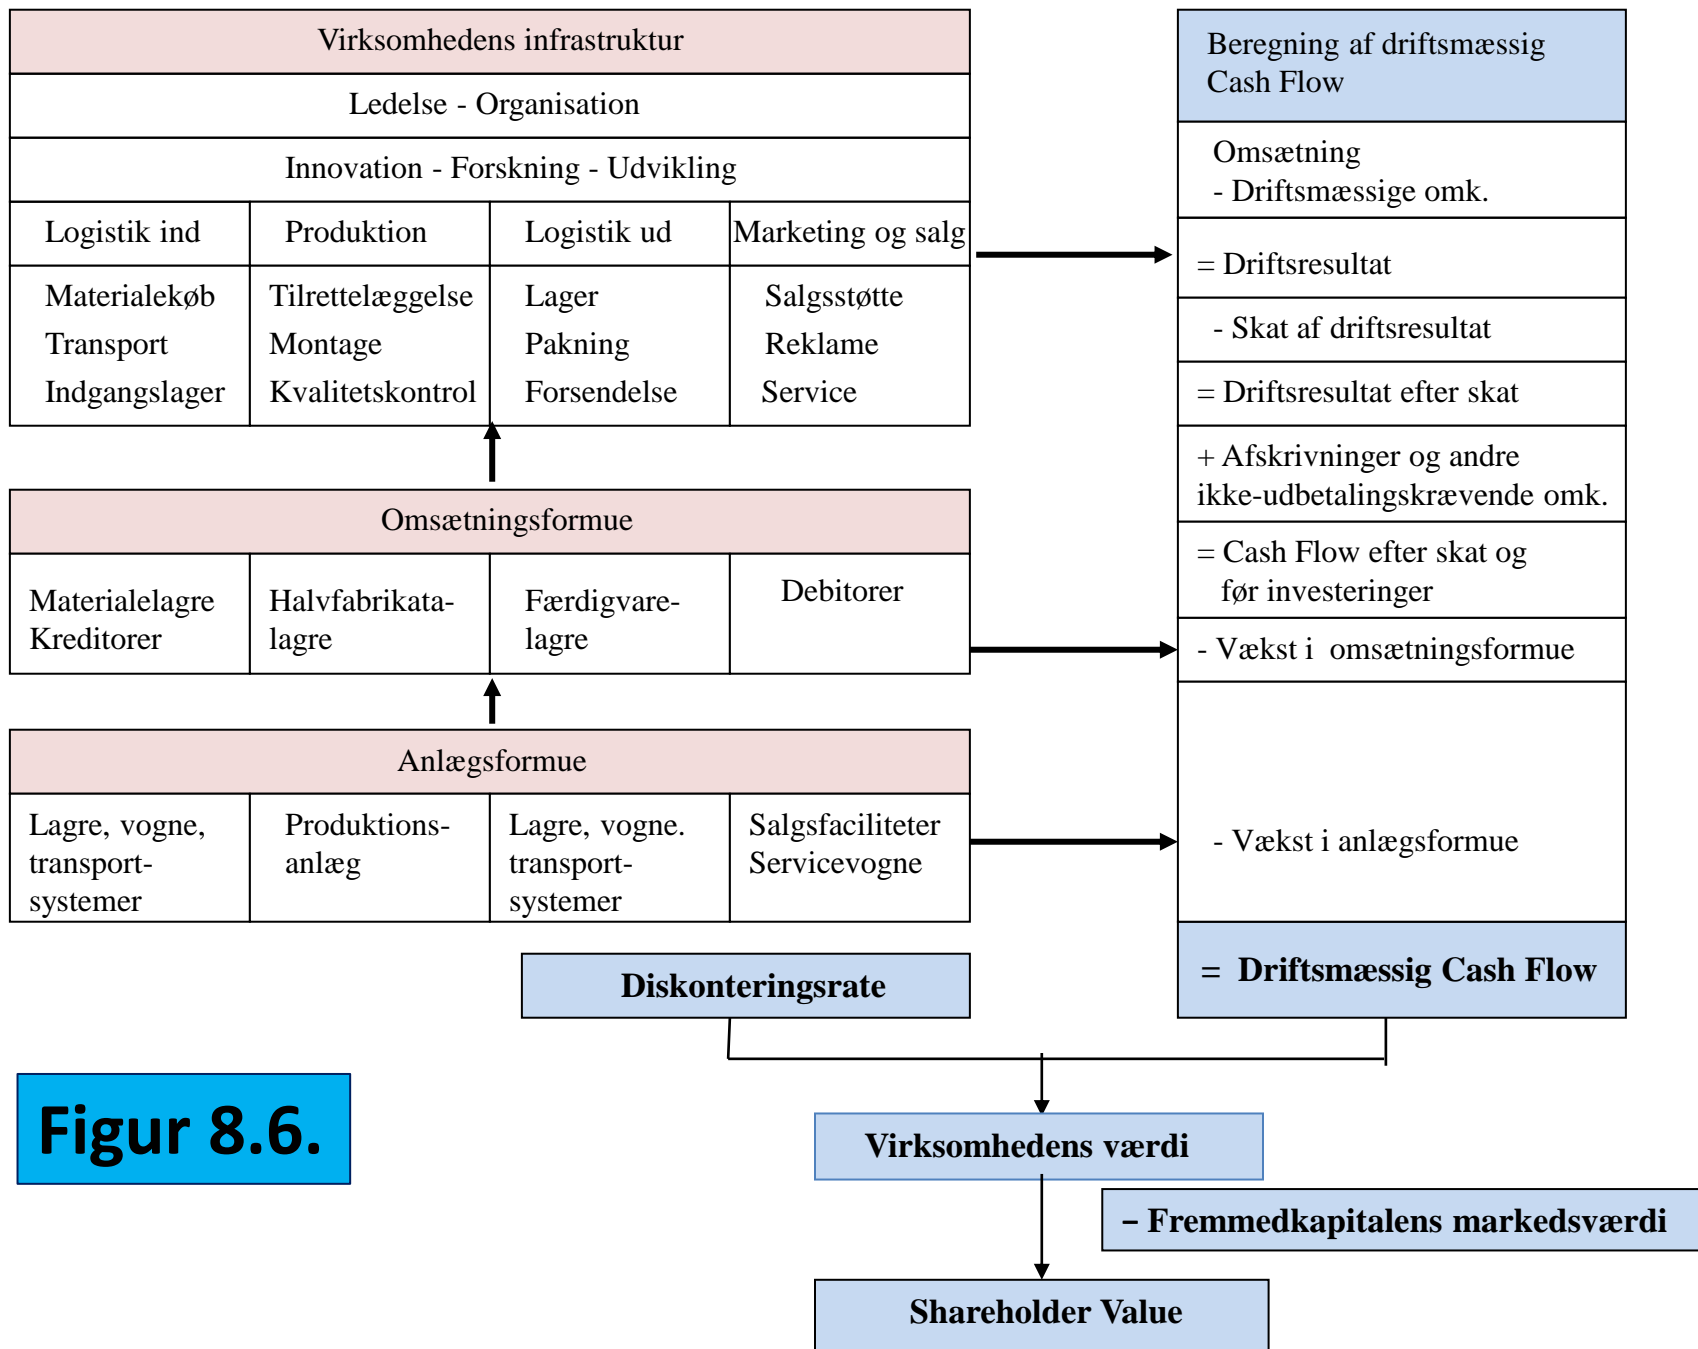 Virksomhedens infrastruktur
Ledelse - Organisation
Innovation - Forskning - Udvikling
Logistik ind
Produktion
Logistik ud
Marketing og salg
Materialekøb
Transport
Indgangslager
Tilrettelæggelse
Montage
Kvalitetskontrol
Lager
Pakning
Forsendelse
Salgsstøtte
Reklame
Service
Omsætningsformue
Materialelagre
Kreditorer
Halvfabrikata-
lagre
Færdigvare-
lagre
Debitorer
Anlægsformue
Lagre, vogne,
transport-
systemer
Produktions-
anlæg
Lagre, vogne.
transport-
systemer
Salgsfaciliteter
Servicevogne
Beregning af driftsmæssig
Cash Flow
Omsætning
- Driftsmæssige omk.
= Driftsresultat
- Skat af driftsresultat
= Driftsresultat efter skat
+ Afskrivninger og andre
ikke-udbetalingskrævende omk.
= Cash Flow efter skat og
før investeringer
- Vækst i omsætningsformue
- Vækst i anlægsformue
= Driftsmæssig Cash Flow
Diskonteringsrate
Figur 8.6.
Virksomhedens værdi
– Fremmedkapitalens markedsværdi
Shareholder Value